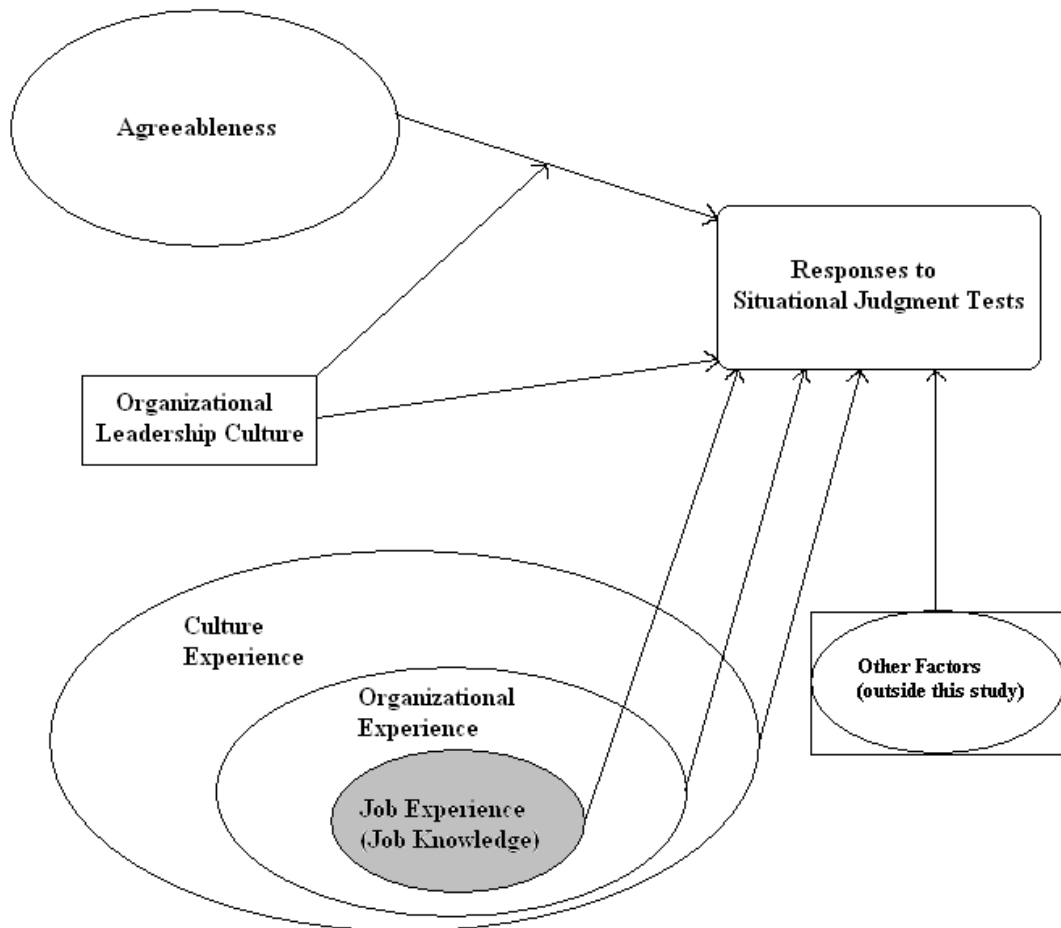 Agreeableness
Responses to
Situational Judgment Tests
Organizational
Leadership Culture
Culture
Experience
Organizational
Experience
Other Factors
(outside this study)
Job Experience
(Job Knowledge)